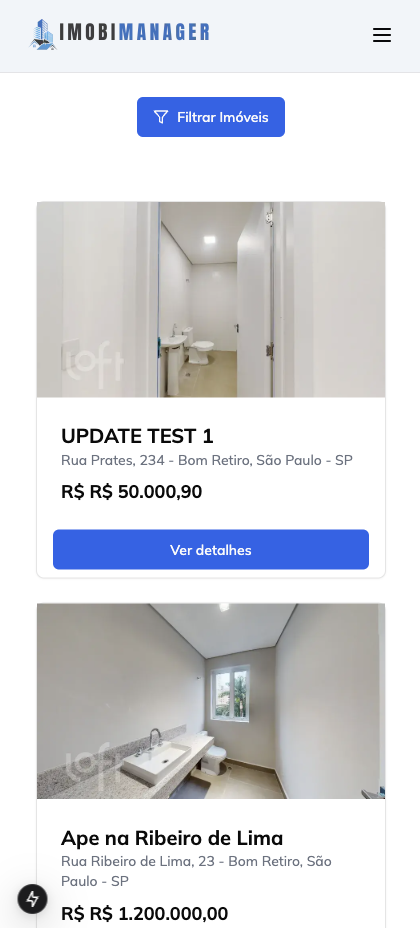 IMOBIMANAGER
Filtrar Imóveis
loft
UPDATE TEST 1
Rua Prates, 234 - Bom Retiro, São Paulo - SP
R$ R$ 50.000,90
Ver detalhes
loft
Ape na Ribeiro de Lima
Rua Ribeiro de Lima, 23 - Bom Retiro, São
Paulo - SP
R$ R$ 1.200.000,00